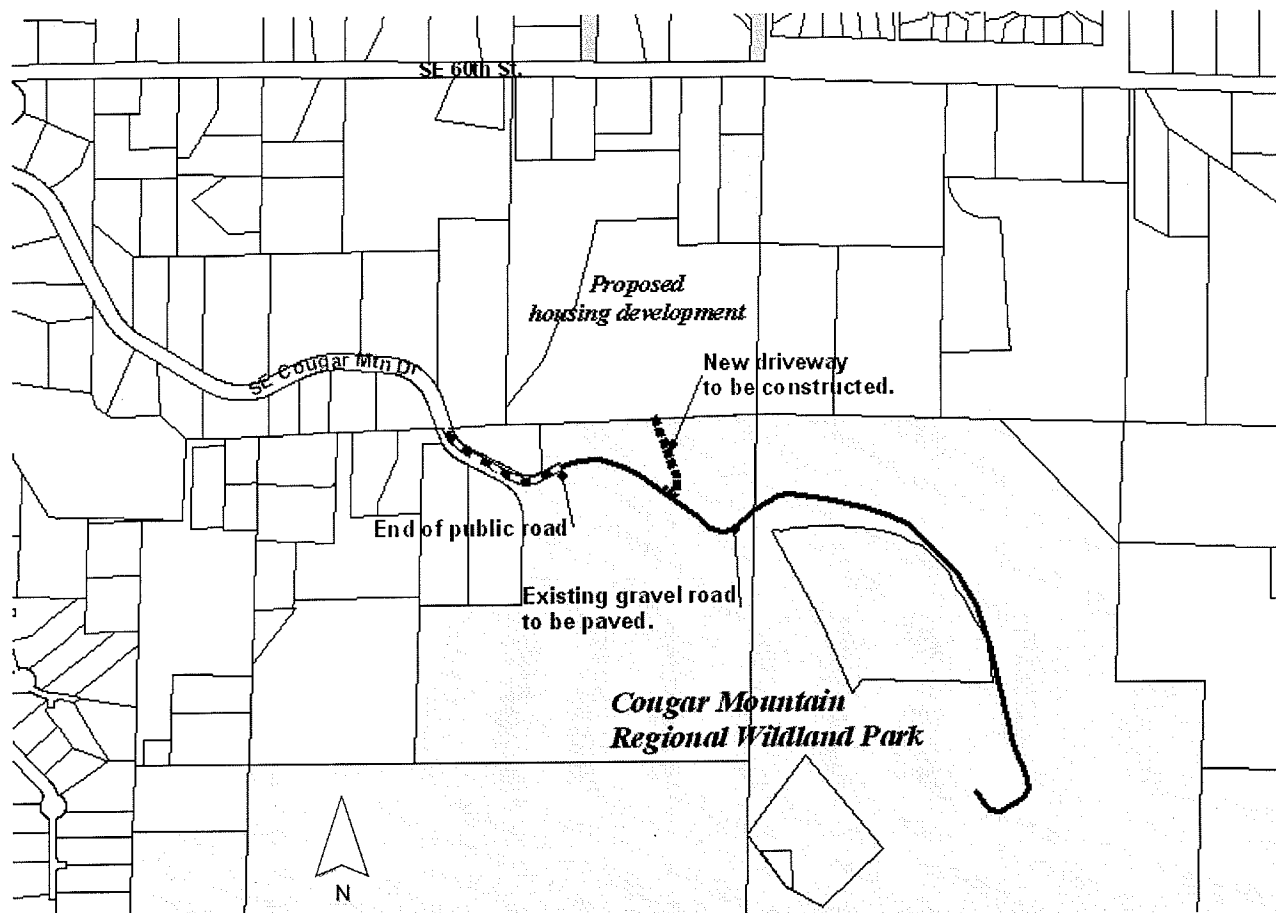 SE 60th St.
Proposed
housing development
SE Cougar Mtn Dr
New driveway
to be constructed.
End of public road
Existing gravel road
to be paved.
Cougar Mountain
Regional Wildland Park
N